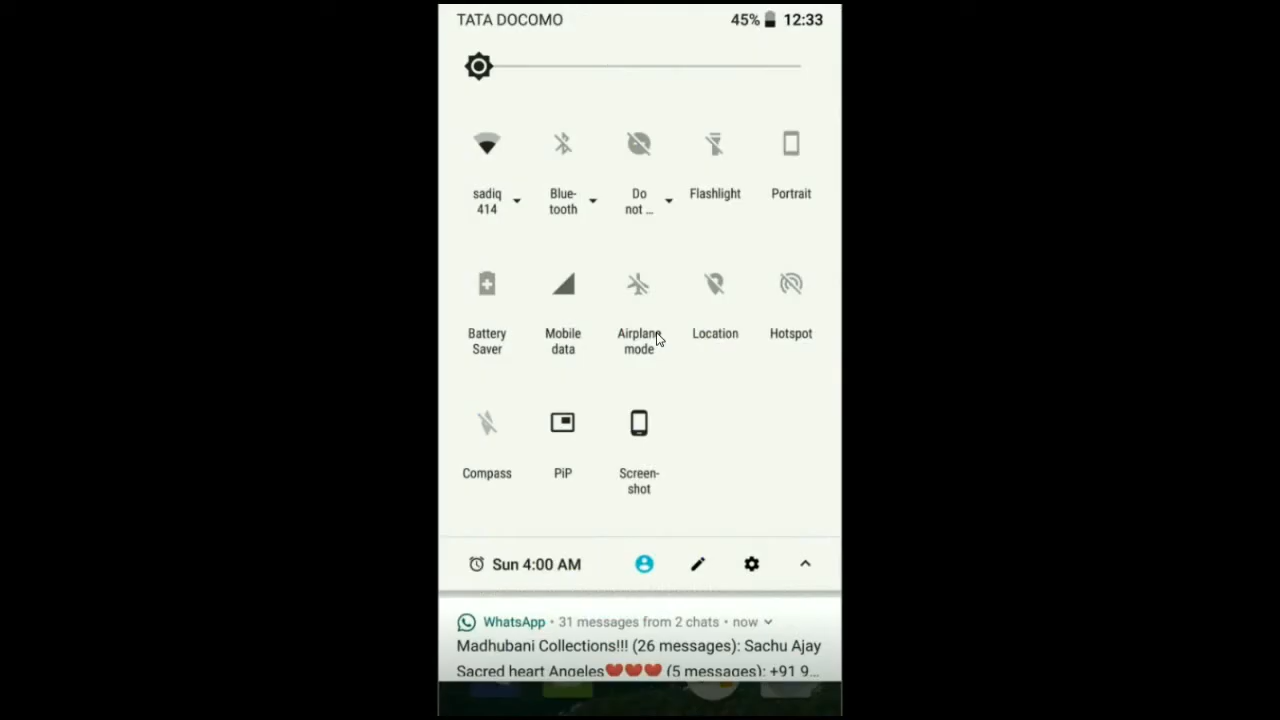 TATA DOCOMO 45% 12:33
sadiq 414
Blue-tooth
Do not ...
Flashlight
Portrait
Battery Saver
Mobile data
Airplane mode
Location
Hotspot
Compass
PiP
Screen-shot
Sun 4:00 AM
WhatsApp • 31 messages from 2 chats • now
Madhubani Collections!!! (26 messages): Sachu Ajay
Sacred heart Angeles❤❤❤ (5 messages): +91 9...